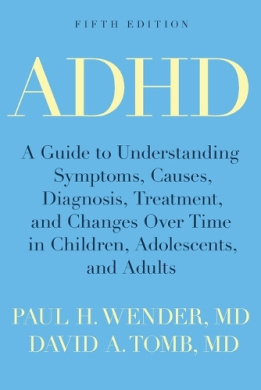 FIFTH EDITION
ADHD
A Guide to Understanding
Symptoms, Causes,
Diagnosis, Treatment,
and Changes Over Time
in Children, Adolescents,
and Adults
PAUL H. WENDER, MD
DAVID A. TOMB, MD